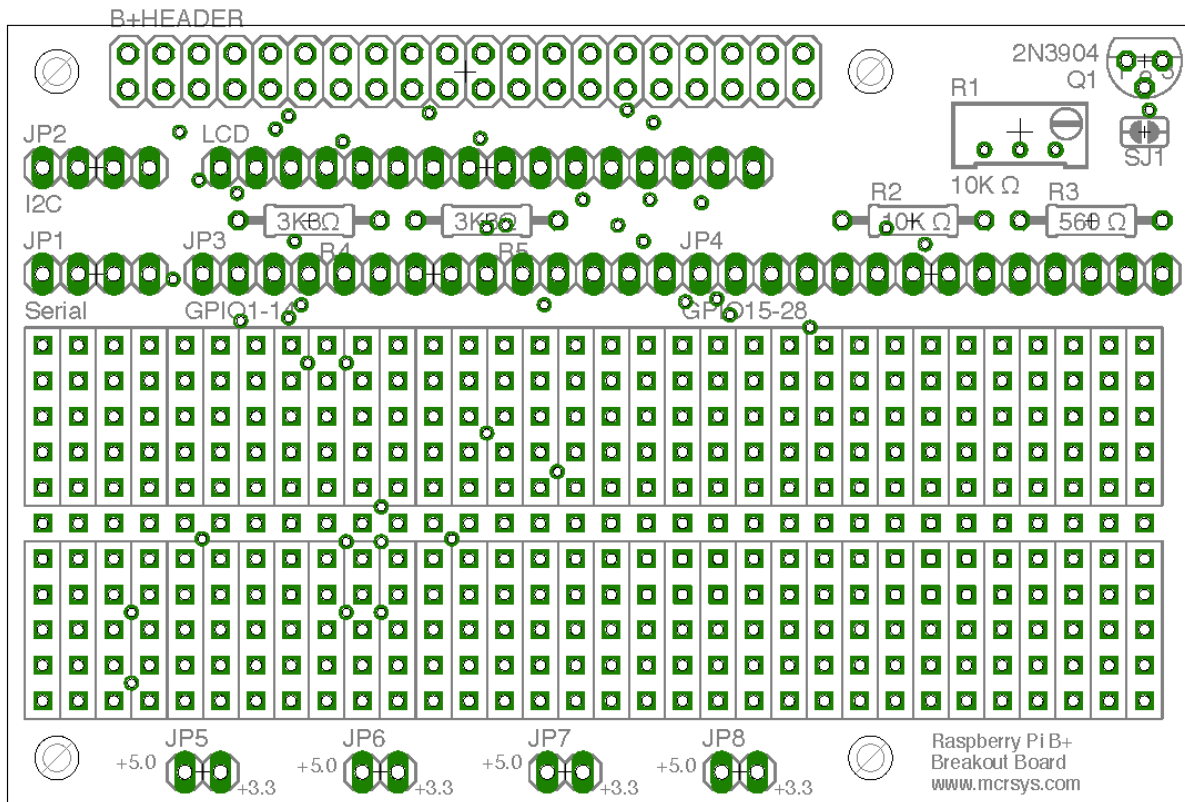 B+HEADER
2N3904
Q1
R1
JP2
LCD
SJ1
I2C
10K Ω
R2
R3
3K3Ω
3K3Ω
10K Ω
560 Ω
JP1
JP3
R4
R5
JP4
Serial
GPIO1-14
GPIO15-28
JP5
JP6
JP7
JP8
+5.0
+3.3
+5.0
+3.3
+5.0
+3.3
+5.0
+3.3
Raspberry Pi B+
Breakout Board
www.mcrsys.com